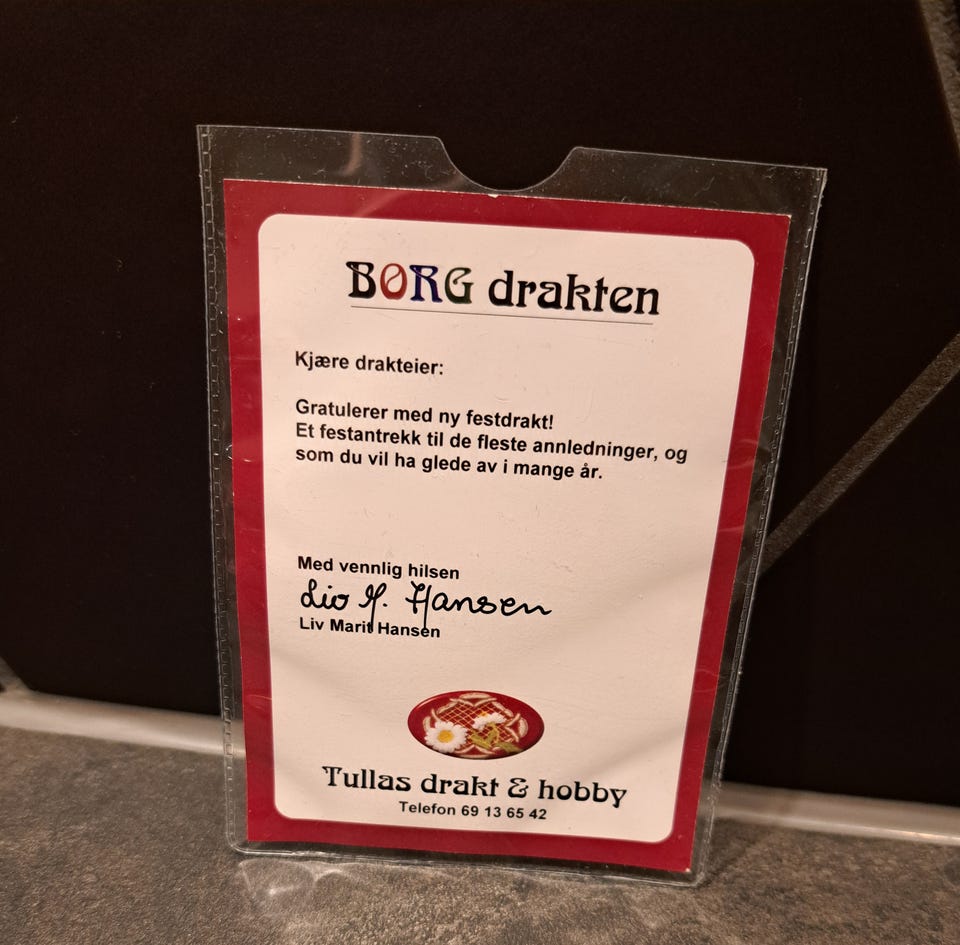 BORG drakten
Kjære drakteier:
Gratulerer med ny festdrakt!
Et festantrekk til de fleste annledninger, og
som du vil ha glede av i mange år.
Med vennlig hilsen
Liv M. Hansen
Liv Marit Hansen
Tullas drakt & hobby
Telefon 69 13 65 42